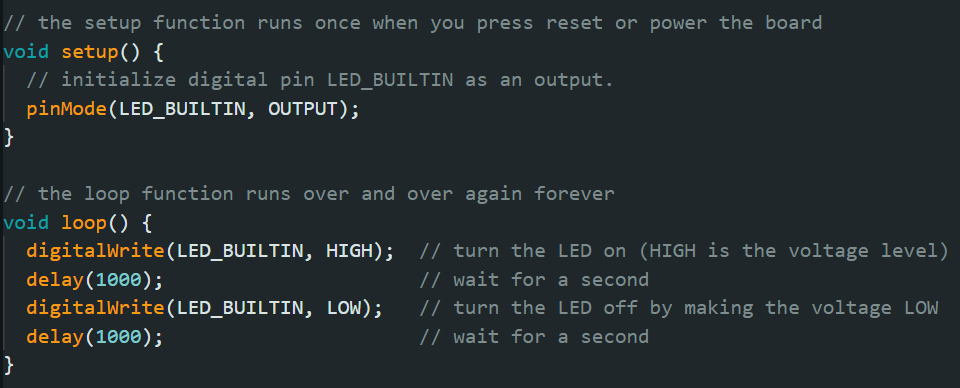 // the setup function runs once when you press reset or power the board
void setup() {
  // initialize digital pin LED_BUILTIN as an output.
  pinMode(LED_BUILTIN, OUTPUT);
}

// the loop function runs over and over again forever
void loop() {
  digitalWrite(LED_BUILTIN, HIGH);  // turn the LED on (HIGH is the voltage level)
  delay(1000);                      // wait for a second
  digitalWrite(LED_BUILTIN, LOW);   // turn the LED off by making the voltage LOW
  delay(1000);                      // wait for a second
}